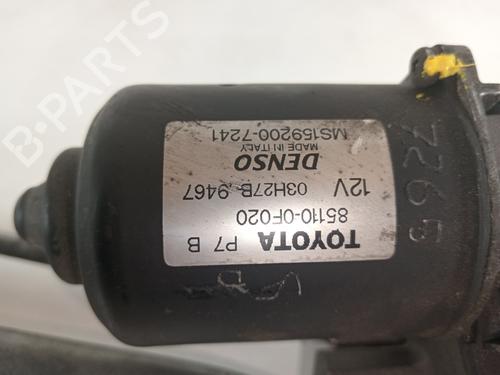 TOYOTA P7 B
85110-0F020
12V 03H27B 9467
DENSO
MADE IN ITALY
MS159200-7241
B-PARTS